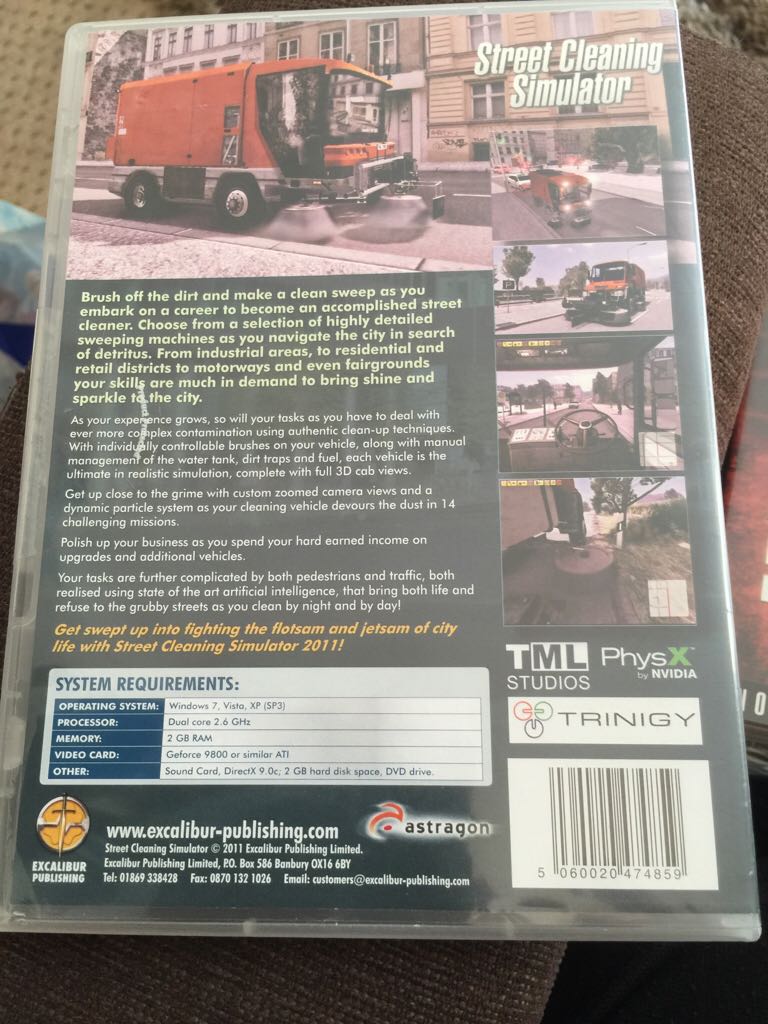 Street Cleaning
Simulator
Brush off the dirt and make a clean sweep as you
embark on a career to become an accomplished street
cleaner. Choose from a selection of highly detailed
sweeping machines as you navigate the city in search
of detritus. From industrial areas, to residential and
retail districts to motorways and even fairgrounds
your skills are much in demand to bring shine and
sparkle to the city.
As your experience grows, so will your tasks as you have to deal with
ever more complex contamination using authentic clean-up techniques.
With individually controllable brushes on your vehicle, along with manual
management of the water tank, dirt traps and fuel, each vehicle is the
ultimate in realistic simulation, complete with full 3D cab views.
Get up close to the grime with custom zoomed camera views and a
dynamic particle system as your cleaning vehicle devours the dust in 14
challenging missions.
Polish up your business as you spend your hard earned income on
upgrades and additional vehicles.
Your tasks are further complicated by both pedestrians and traffic, both
realised using state of the art artificial intelligence, that bring both life and
refuse to the grubby streets as you clean by night and by day!
Get swept up into fighting the flotsam and jetsam of city
life with Street Cleaning Simulator 2011!
TML
STUDIOS
PhysX
by NVIDIA
TRINIGY
SYSTEM REQUIREMENTS:
OPERATING SYSTEM: Windows 7, Vista, XP (SP3)
PROCESSOR: Dual core 2.6 GHz
MEMORY: 2 GB RAM
VIDEO CARD: Geforce 9800 or similar ATI
OTHER: Sound Card, DirectX 9.0c; 2 GB hard disk space, DVD drive.
EXCALIBUR
PUBLISHING
www.excalibur-publishing.com
astragon
Street Cleaning Simulator © 2011 Excalibur Publishing Limited.
Excalibur Publishing Limited, P.O. Box 586 Banbury OX16 6BY
Tel: 01869 338428 Fax: 0870 132 1026 Email: customers@excalibur-publishing.com
5 060020 474859